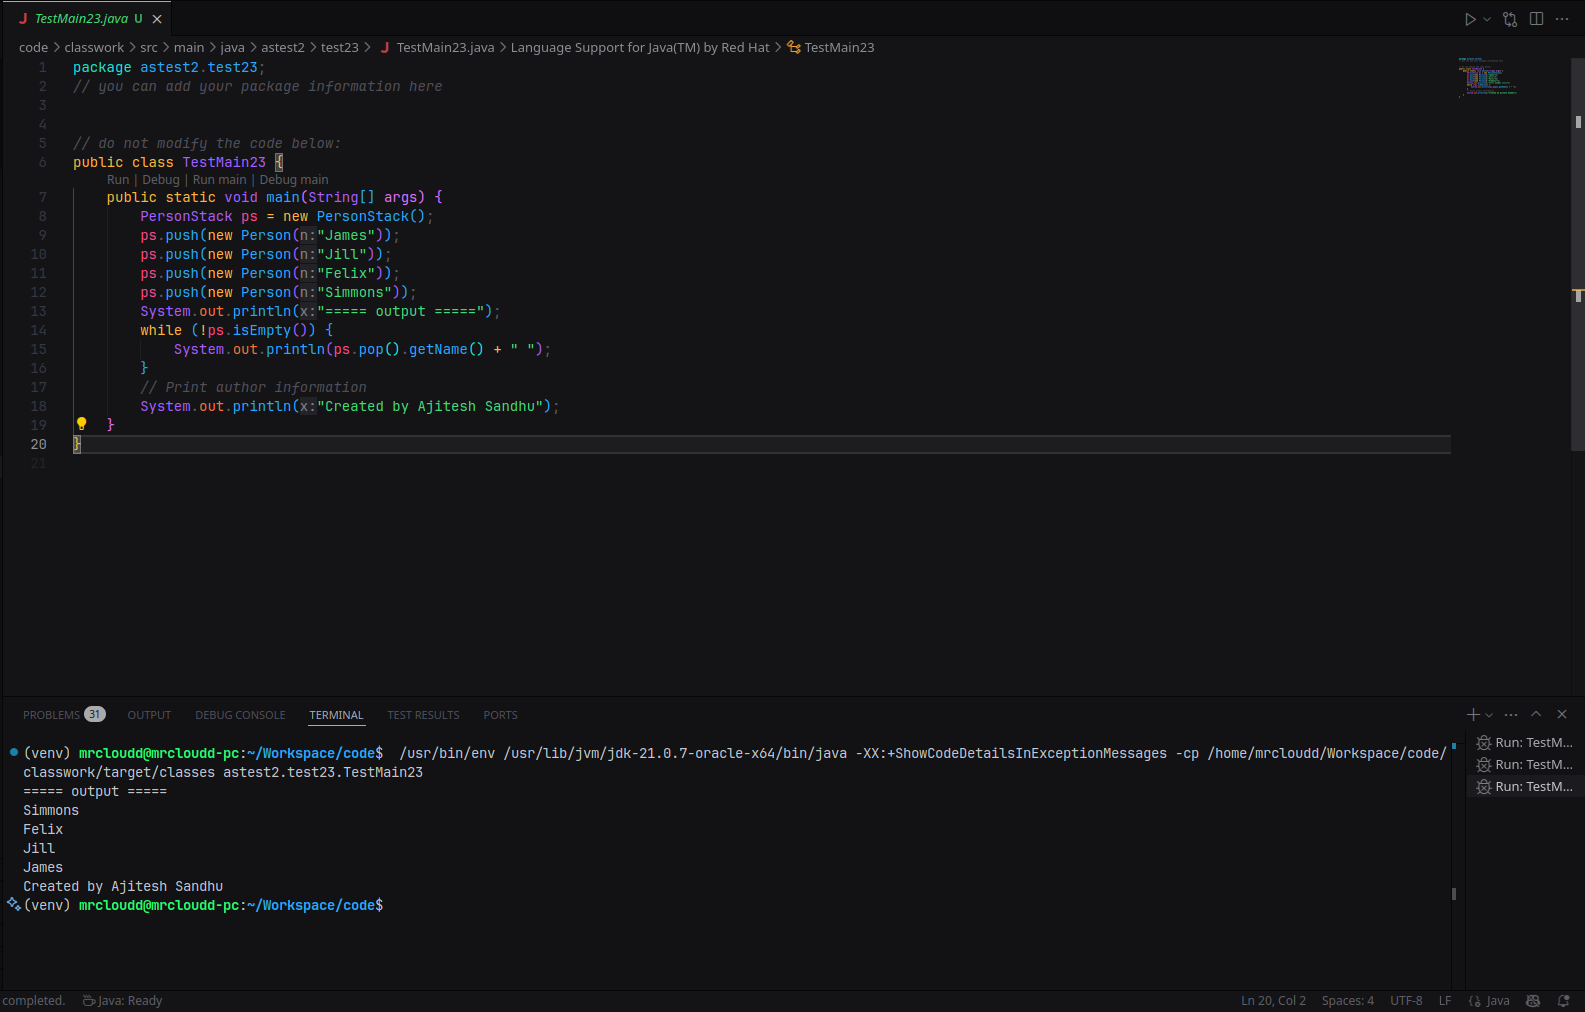 J TestMain23.java U
code > classwork > src > main > java > astest2 > test23 > J TestMain23.java > Language Support for Java(TM) by Red Hat > TestMain23
1 package astest2.test23;
2 // you can add your package information here
3
4
5 // do not modify the code below:
6 public class TestMain23 {
Run | Debug | Run main | Debug main
7 public static void main(String[] args) {
8 PersonStack ps = new PersonStack();
9 ps.push(new Person(n:"James"));
10 ps.push(new Person(n:"Jill"));
11 ps.push(new Person(n:"Felix"));
12 ps.push(new Person(n:"Simmons"));
13 System.out.println(x:"===== output =====");
14 while (!ps.isEmpty()) {
15 System.out.println(ps.pop().getName() + " ");
16 }
17 // Print author information
18 System.out.println(x:"Created by Ajitesh Sandhu");
19 }
20 }
21
PROBLEMS 31 OUTPUT DEBUG CONSOLE TERMINAL TEST RESULTS PORTS
(venv) mrcloudd@mrcloudd-pc:~/Workspace/code$ /usr/bin/env /usr/lib/jvm/jdk-21.0.7-oracle-x64/bin/java -XX:+ShowCodeDetailsInExceptionMessages -cp /home/mrcloudd/Workspace/code/
classwork/target/classes astest2.test23.TestMain23
===== output =====
Simmons
Felix
Jill
James
Created by Ajitesh Sandhu
(venv) mrcloudd@mrcloudd-pc:~/Workspace/code$
Run: TestM...
Run: TestM...
Run: TestM...
completed. Java: Ready Ln 20, Col 2 Spaces: 4 UTF-8 LF {} Java